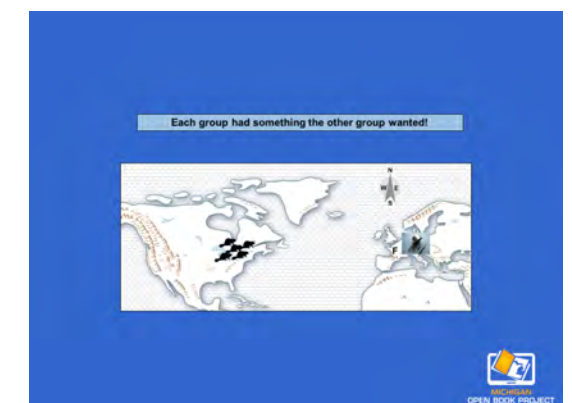 Each group had something the other group wanted!
N
W E
S
F
MICHIGAN
OPEN BOOK PROJECT